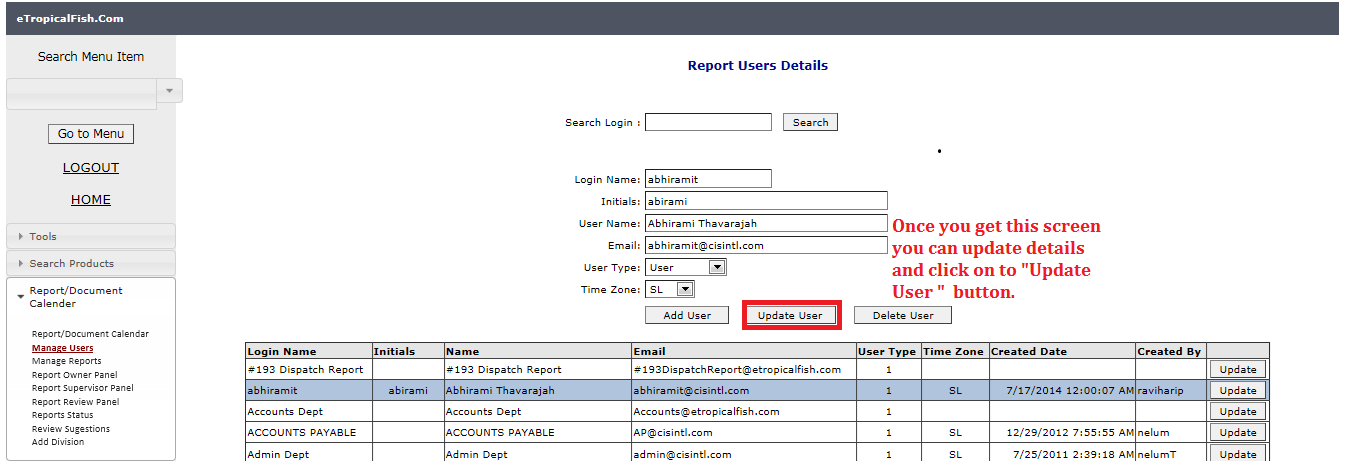 eTropicalFish.Com
Search Menu Item
Go to Menu
LOGOUT
HOME
Tools
Search Products
Report/Document
Calender
Report/Document Calendar
Manage Users
Manage Reports
Report Owner Panel
Report Supervisor Panel
Report Review Panel
Reports Status
Review Sugestions
Add Division
Report Users Details
Search Login : Search
Login Name: abhiramit
Initials: abirami
User Name: Abhirami Thavarajah
Email: abhiramit@cisintl.com
User Type: User
Time Zone: SL
Once you get this screen
you can update details
and click on to "Update
User " button.
Add User Update User Delete User
Login Name Initials Name Email User Type Time Zone Created Date Created By
#193 Dispatch Report #193 Dispatch Report #193DispatchReport@etropicalfish.com 1 Update
abhiramit abirami Abhirami Thavarajah abhiramit@cisintl.com 1 SL 7/17/2014 12:00:07 AM raviharip Update
Accounts Dept Accounts Dept Accounts@etropicalfish.com 1 Update
ACCOUNTS PAYABLE ACCOUNTS PAYABLE AP@cisintl.com 1 SL 12/29/2012 7:55:55 AM nelum Update
Admin Dept Admin Dept admin@cisintl.com 1 SL 7/25/2011 2:39:18 AM nelumT Update